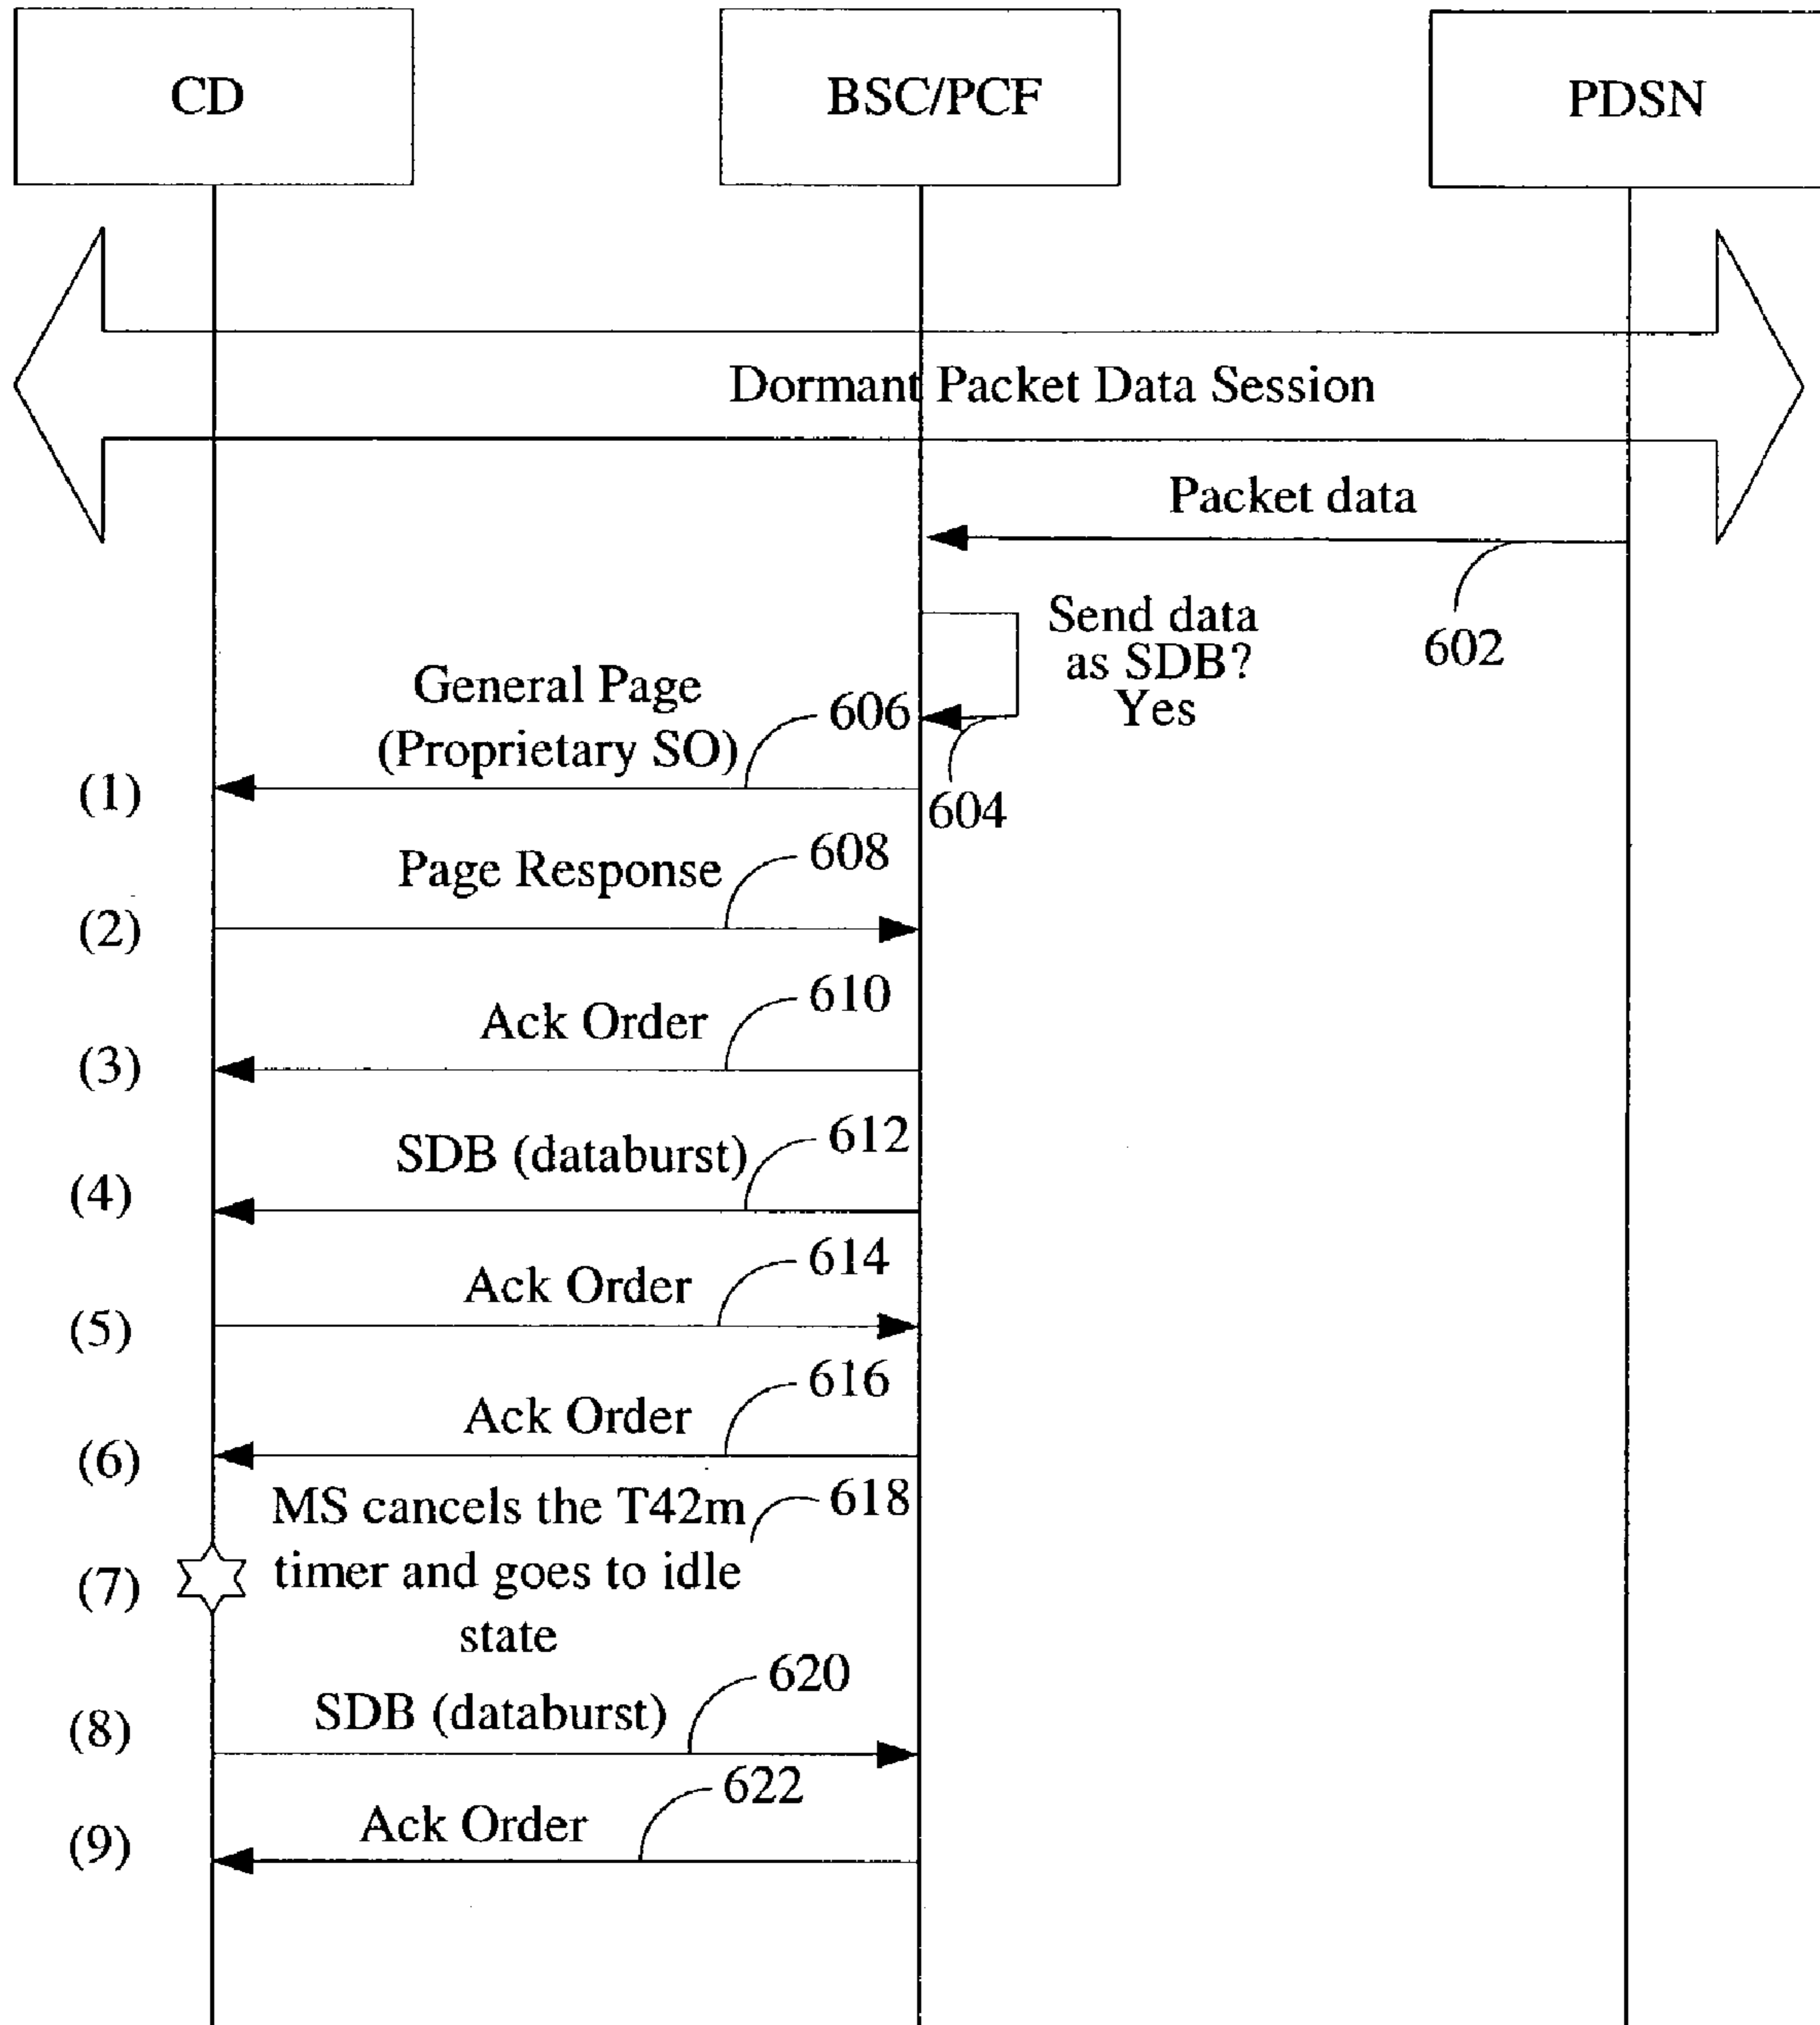 CD
BSC/PCF
PDSN
Dormant Packet Data Session
Packet data
602
Send data
as SDB?
Yes
604
General Page
(Proprietary SO)
606
(1)
Page Response
608
(2)
Ack Order
610
(3)
SDB (databurst)
612
(4)
Ack Order
614
(5)
Ack Order
616
(6)
MS cancels the T42m
timer and goes to idle
state
618
(7)
SDB (databurst)
620
(8)
Ack Order
622
(9)